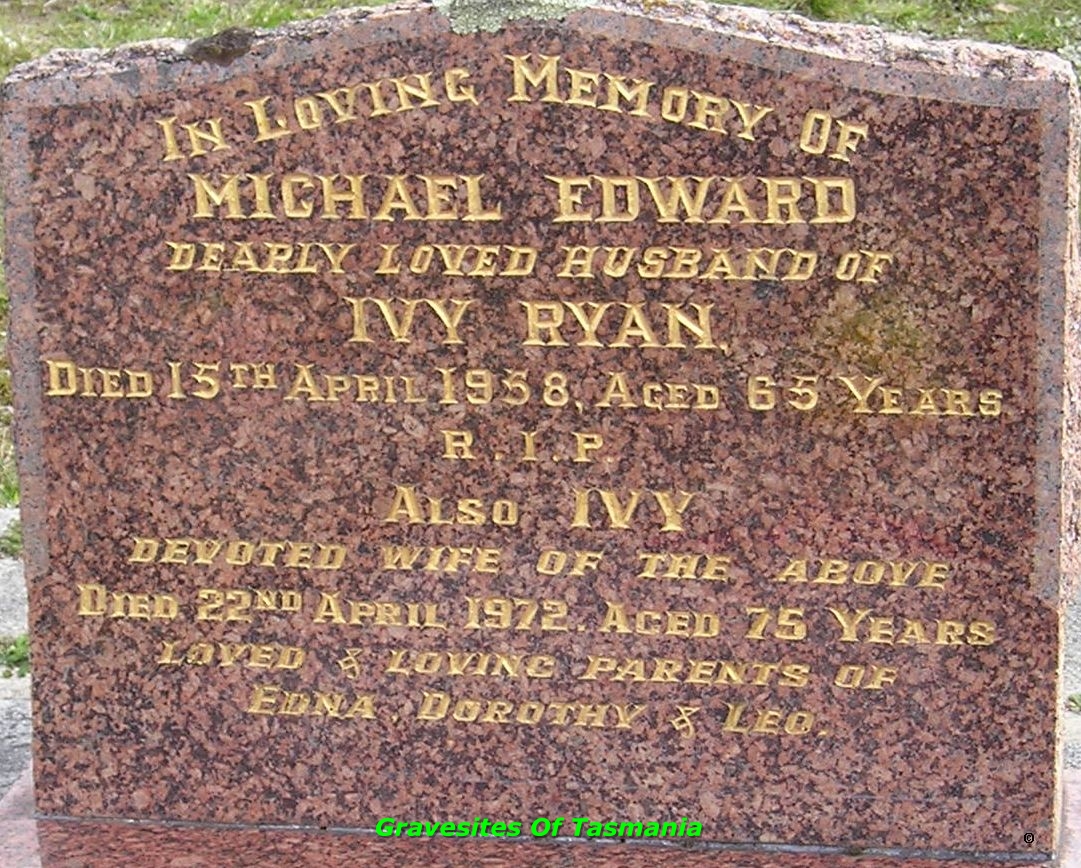 In Loving Memory Of
MICHAEL EDWARD
DEARLY LOVED HUSBAND OF
IVY RYAN,
Died 15TH April 1958, Aged 65 Years
R.I.P.
Also IVY
DEVOTED WIFE OF THE ABOVE
Died 22ND April 1972. Aged 75 Years
LOVED & LOVING PARENTS OF
Edna Dorothy & Leo.
Gravesites Of Tasmania
©